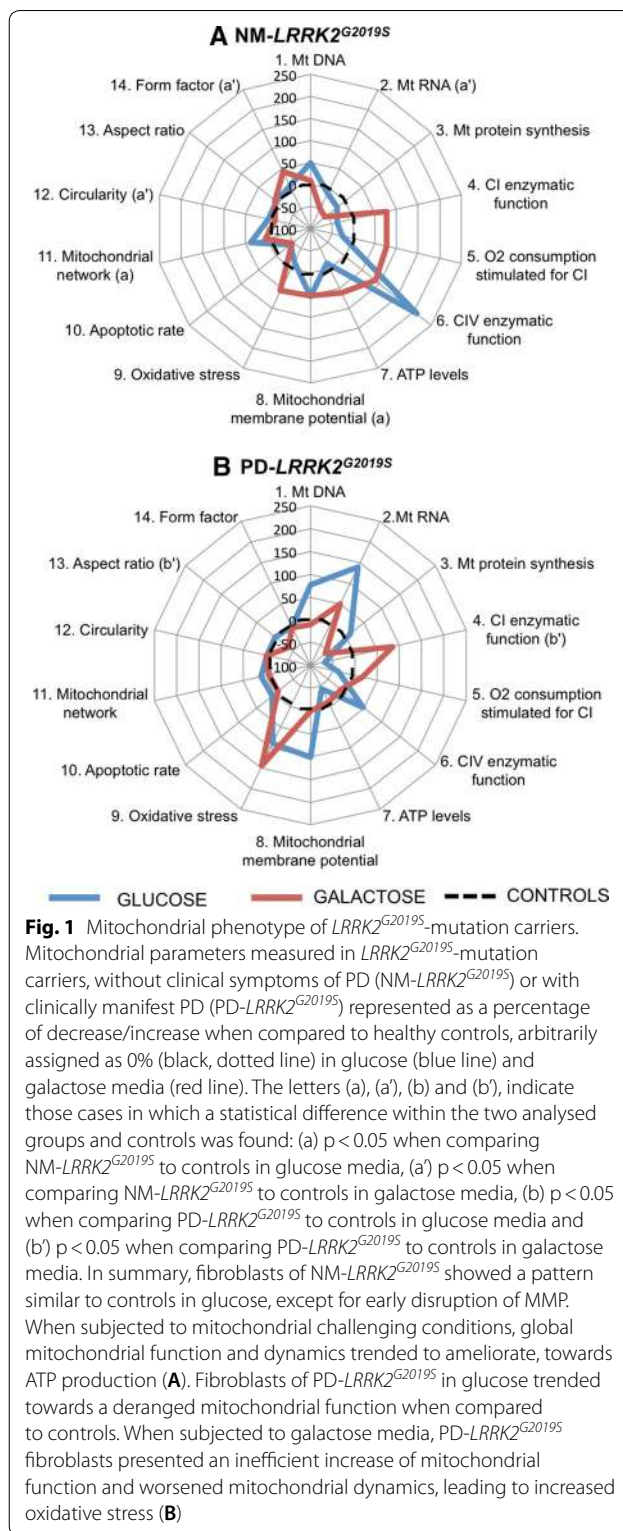 A NM-LRRK2G2019S
1. Mt DNA
14. Form factor (a')
2. Mt RNA (a')
13. Aspect ratio
3. Mt protein synthesis
12. Circularity (a')
4. CI enzymatic
function
11. Mitochondrial
network (a)
5. O2 consumption
stimulated for CI
10. Apoptotic rate
6. CIV enzymatic
function
9. Oxidative stress
7. ATP levels
8. Mitochondrial
membrane potential (a)
250
200
150
100
50
0
-50
100
B PD-LRRK2G2019S
1. Mt DNA
14. Form factor
2.Mt RNA
13. Aspect ratio (b')
3. Mt protein synthesis
12. Circularity
4. CI enzymatic
function (b')
11. Mitochondrial
network
5. O2 consumption
stimulated for CI
10. Apoptotic rate
6. CIV enzymatic
function
9. Oxidative stress
7. ATP levels
8. Mitochondrial
membrane potential
250
200
150
100
50
0
-50
100
GLUCOSE GALACTOSE CONTROLS
Fig. 1 Mitochondrial phenotype of LRRK2G2019S-mutation carriers.
Mitochondrial parameters measured in LRRK2G2019S-mutation
carriers, without clinical symptoms of PD (NM-LRRK2G2019S) or with
clinically manifest PD (PD-LRRK2G2019S) represented as a percentage
of decrease/increase when compared to healthy controls, arbitrarily
assigned as 0% (black, dotted line) in glucose (blue line) and
galactose media (red line). The letters (a), (a'), (b) and (b'), indicate
those cases in which a statistical difference within the two analysed
groups and controls was found: (a) p < 0.05 when comparing
NM-LRRK2G2019S to controls in glucose media, (a') p < 0.05 when
comparing NM-LRRK2G2019S to controls in galactose media, (b) p < 0.05
when comparing PD-LRRK2G2019S to controls in glucose media and
(b') p < 0.05 when comparing PD-LRRK2G2019S to controls in galactose
media. In summary, fibroblasts of NM-LRRK2G2019S showed a pattern
similar to controls in glucose, except for early disruption of MMP.
When subjected to mitochondrial challenging conditions, global
mitochondrial function and dynamics trended to ameliorate, towards
ATP production (A). Fibroblasts of PD-LRRK2G2019S in glucose trended
towards a deranged mitochondrial function when compared
to controls. When subjected to galactose media, PD-LRRK2G2019S
fibroblasts presented an inefficient increase of mitochondrial
function and worsened mitochondrial dynamics, leading to increased
oxidative stress (B)